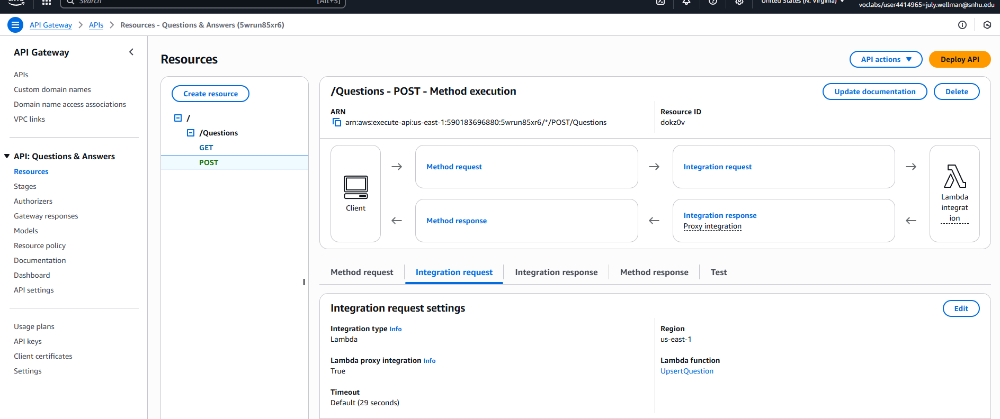 aws
Search
[Alt+S]
United States (N. Virginia)
voclabs/user4414965=july.wellman@snhu.edu
API Gateway
APIs
Resources - Questions & Answers (5wrun85xr6)
API Gateway
APIs
Custom domain names
Domain name access associations
VPC links
API: Questions & Answers
Resources
Stages
Authorizers
Gateway responses
Models
Resource policy
Documentation
Dashboard
API settings
Usage plans
API keys
Client certificates
Settings
Resources
API actions
Deploy API
Create resource
/
/Questions
GET
POST
/Questions - POST - Method execution
Update documentation
Delete
ARN
arn:aws:execute-api:us-east-1:590183696880:5wrun85xr6/*/POST/Questions
Resource ID
dokz0v
Client
Method request
Integration request
Method response
Integration response
Proxy integration
Lambda
integrat
ion
Method request
Integration request
Integration response
Method response
Test
Integration request settings
Edit
Integration type Info
Lambda
Region
us-east-1
Lambda proxy integration Info
True
Lambda function
UpsertQuestion
Timeout
Default (29 seconds)